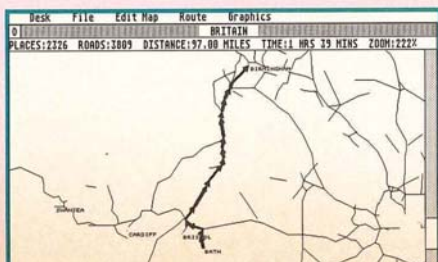 Desk File Edit Map Route Graphics
BRITAIN
PLACES:2326 ROADS:3809 DISTANCE:97.00 MILES TIME:1 HRS 39 MINS ZOOM:222%
BIRMINGHAM
SWANSEA
CARDIFF
BRISTOL
BATH